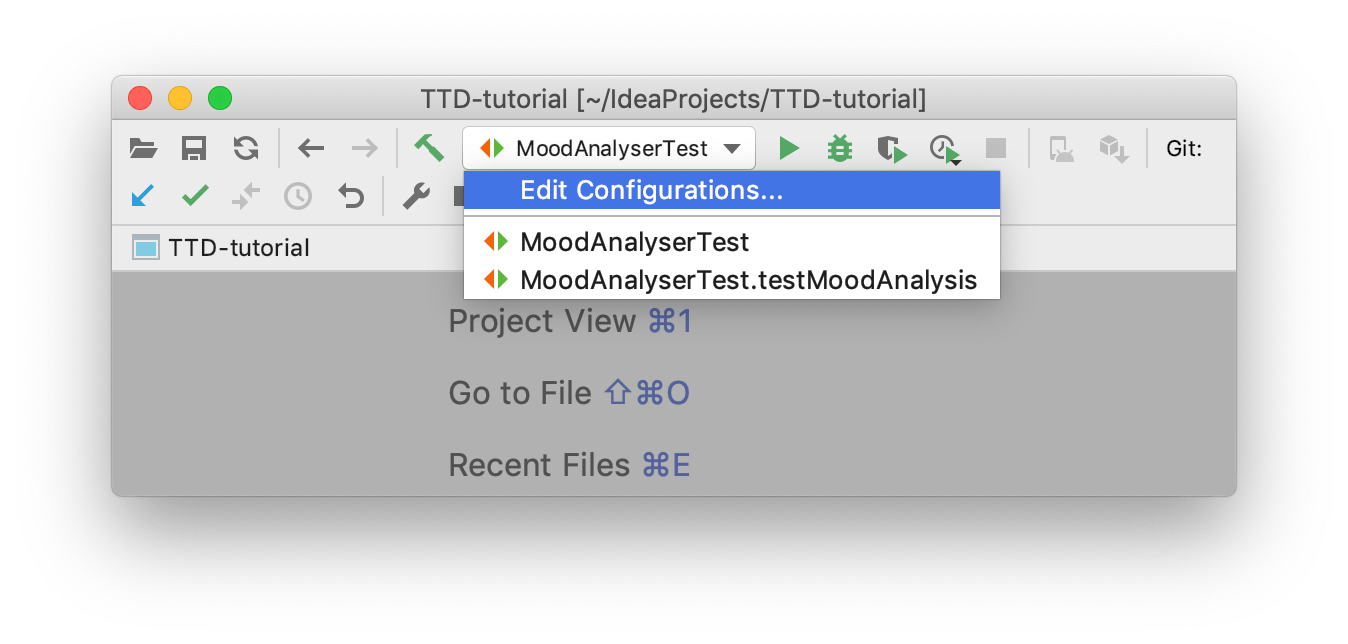 TTD-tutorial [~/IdeaProjects/TTD-tutorial]
MoodAnalyserTest
Git:
Edit Configurations...
MoodAnalyserTest
MoodAnalyserTest.testMoodAnalysis
TTD-tutorial
Project View ⌘1
Go to File ⇧⌘O
Recent Files ⌘E